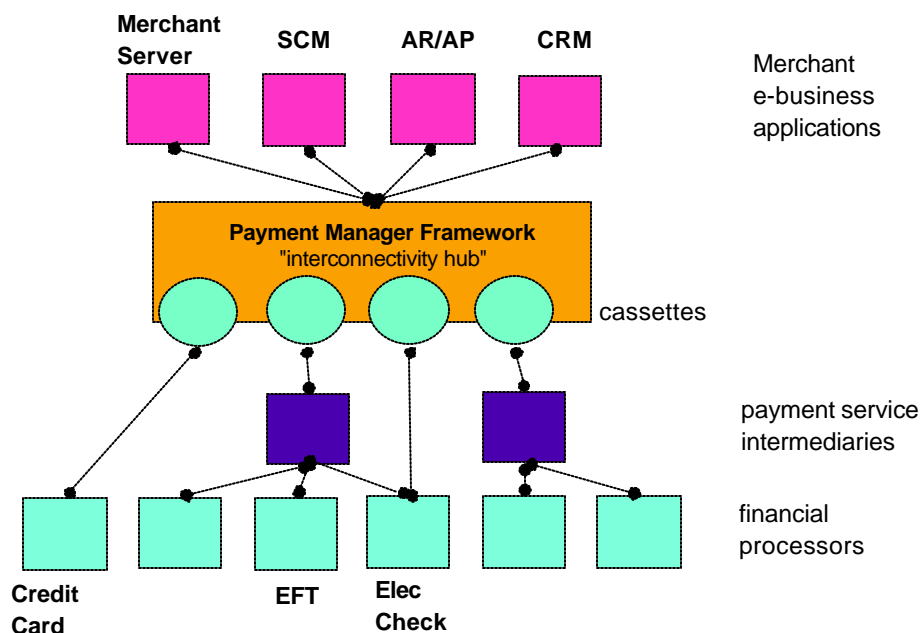 Merchant
Server
SCM
AR/AP
CRM
Merchant
e-business
applications
Payment Manager Framework
"interconnectivity hub"
cassettes
payment service
intermediaries
financial
processors
Credit
Card
EFT
Elec
Check